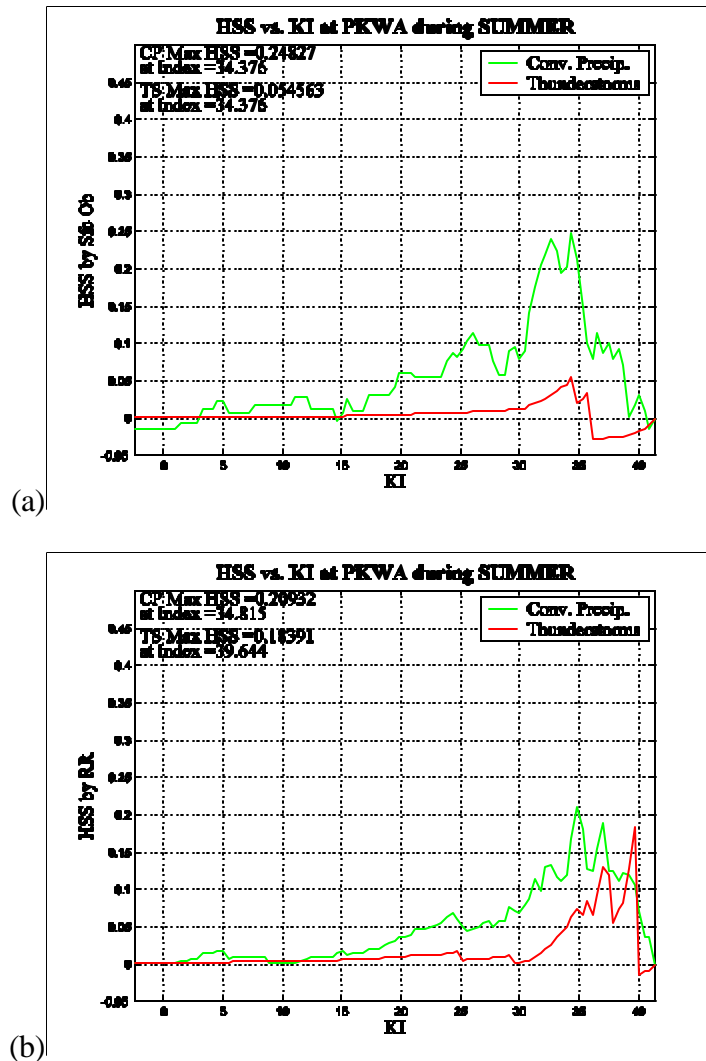 HSS vs. KI at PKWA during SUMMER
CP Max HSS =0.24827
at Index =34.376
TS Max HSS =0.054563
at Index =34.376
Conv. Precip.
Thunderstorms
0.45
0.4
0.35
0.3
0.25
0.2
0.15
0.1
0.05
0
-0.05
HSS by Sfc Ob
0 5 10 15 20 25 30 35 40
KI
(a)
HSS vs. KI at PKWA during SUMMER
CP Max HSS =0.20932
at Index =34.815
TS Max HSS =0.18391
at Index =39.644
Conv. Precip.
Thunderstorms
0.45
0.4
0.35
0.3
0.25
0.2
0.15
0.1
0.05
0
-0.05
HSS by RR
0 5 10 15 20 25 30 35 40
KI
(b)